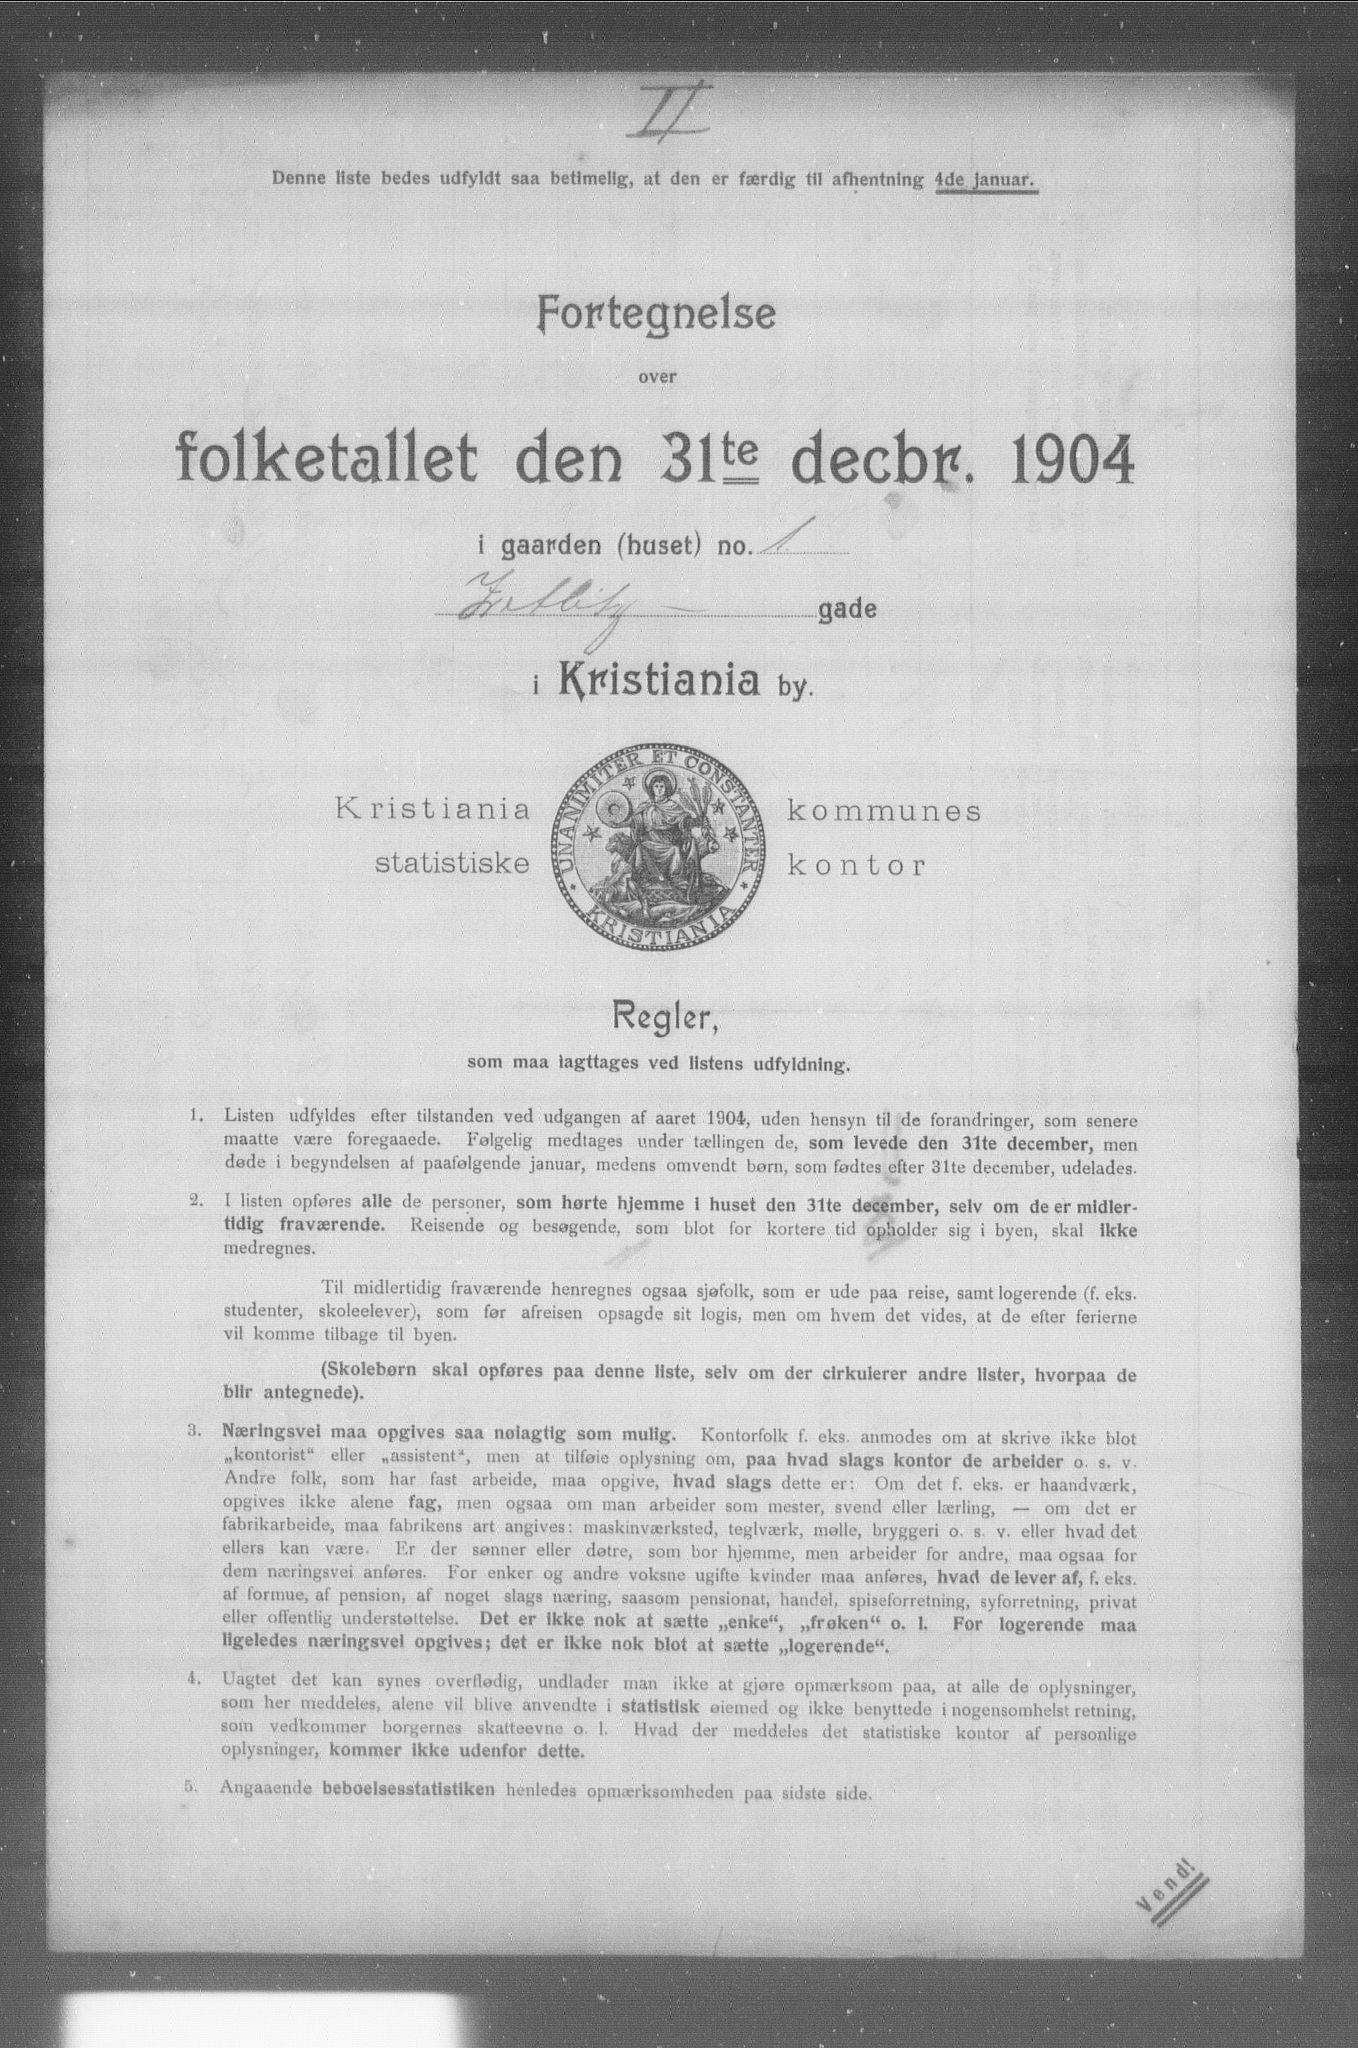 II
Denne liste bedes udfyldt saa betimelig, at den er færdig til afhentning 4de januar.
Fortegnelse
over
folketallet den 31te decbr. 1904
i gaarden (huset) no. 1
Zetlitz gade
i Kristiania by.
Kristiania kommunes
statistiske kontor
UNANIMITER ET CONSTANTER
KRISTIANIA
Regler,
som maa iagttages ved listens udfyldning.
1. Listen udfyldes efter tilstanden ved udgangen af aaret 1904, uden hensyn til de forandringer, som senere
maatte være foregaaede. Følgelig medtages under tællingen de, som levede den 31te december, men
døde i begyndelsen af paafølgende januar, medens omvendt børn, som fødtes efter 31te december, udelades.
2. I listen opføres alle de personer, som hørte hjemme i huset den 31te december, selv om de er midler-
tidig fraværende. Reisende og besøgende, som blot for kortere tid opholder sig i byen, skal ikke
medregnes.
Til midlertidig fraværende henregnes ogsaa sjøfolk, som er ude paa reise, samt logerende (f. eks.
studenter, skoleelever), som før afreisen opsagde sit logis, men om hvem det vides, at de efter ferierne
vil komme tilbage til byen.
(Skolebørn skal opføres paa denne liste, selv om der cirkulerer andre lister, hvorpaa de
blir antegnede).
3. Næringsvei maa opgives saa nøiagtig som mulig. Kontorfolk f. eks. anmodes om at skrive ikke blot
„kontorist“ eller „assistent“, men at tilføie oplysning om, paa hvad slags kontor de arbeider o. s. v.
Andre folk, som har fast arbeide, maa opgive, hvad slags dette er: Om det f. eks. er haandværk,
opgives ikke alene fag, men ogsaa om man arbeider som mester, svend eller lærling, — om det er
fabrikarbeide, maa fabrikens art angives: maskinværksted, teglværk, mølle, bryggeri o. s. v. eller hvad det
ellers kan være. Er der sønner eller døtre, som bor hjemme, men arbeider for andre, maa ogsaa for
dem næringsvei anføres. For enker og andre voksne ugifte kvinder maa anføres, hvad de lever af, f. eks.
af formue, af pension, af noget slags næring, saasom pensionat, handel, spiseforretning, syforretning, privat
eller offentlig understøttelse. Det er ikke nok at sætte „enke“, „frøken“ o. l. For logerende maa
ligeledes næringsvei opgives; det er ikke nok blot at sætte „logerende“.
4. Uagtet det kan synes overflødig, undlader man ikke at gjøre opmærksom paa, at alle de oplysninger,
som her meddeles, alene vil blive anvendte i statistisk øiemed og ikke benyttede i nogensomhelst retning,
som vedkommer borgernes skatteevne o. l. Hvad der meddeles det statistiske kontor af personlige
oplysninger, kommer ikke udenfor dette.
5. Angaaende beboelsesstatistiken henledes opmærksomheden paa sidste side.
Vend!